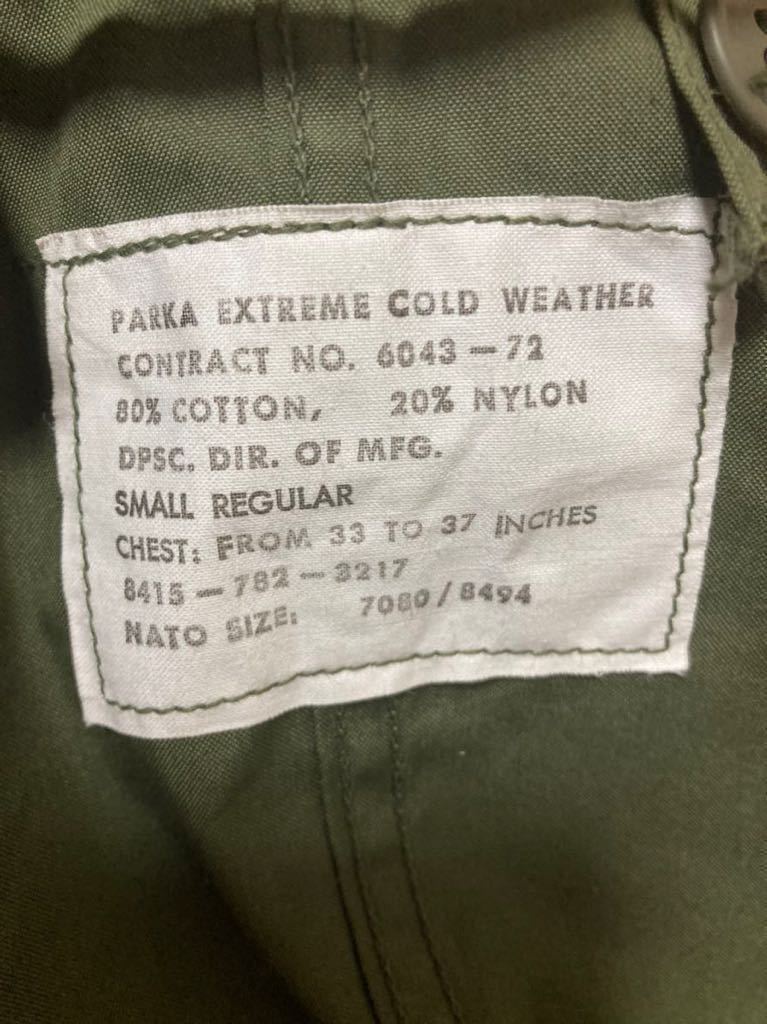 PARKA EXTREME COLD WEATHER
CONTRACT NO. 6043-72
80% COTTON, 20% NYLON
DPSC, DIR. OF MFG.
SMALL REGULAR
CHEST: FROM 33 TO 37 INCHES
8415-782-3217
NATO SIZE: 7080/8494